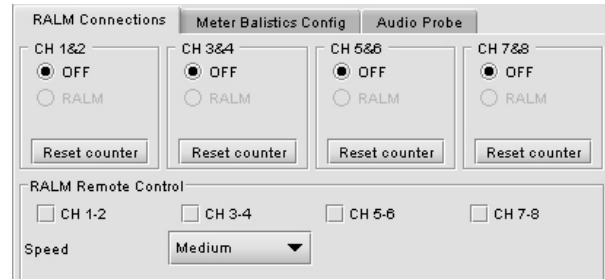 RALM Connections Meter Balistics Config Audio Probe
CH 1&2 CH 3&4 CH 5&6 CH 7&8
OFF OFF OFF OFF
RALM RALM RALM RALM
Reset counter Reset counter Reset counter Reset counter
RALM Remote Control
CH 1-2 CH 3-4 CH 5-6 CH 7-8
Speed Medium